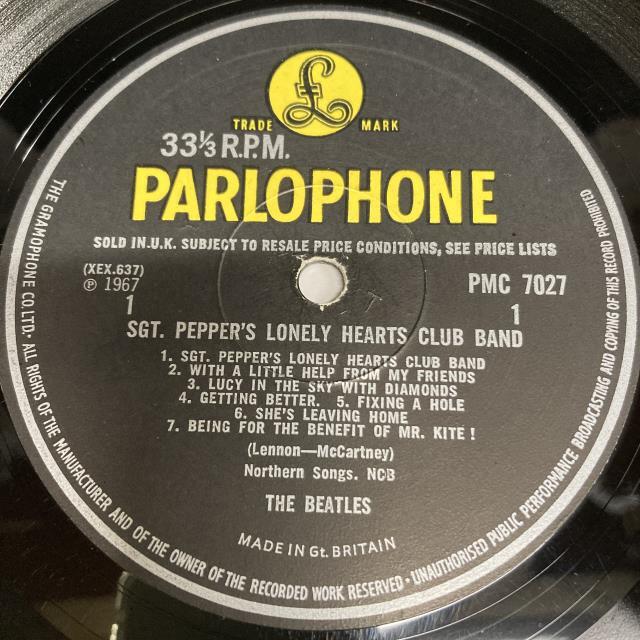 £
TRADE MARK
33⅓ R.P.M.
PARLOPHONE
SOLD IN U.K. SUBJECT TO RESALE PRICE CONDITIONS, SEE PRICE LISTS
(XEX.637)
℗ 1967
PMC 7027
1
1
SGT. PEPPER'S LONELY HEARTS CLUB BAND
1. SGT. PEPPER'S LONELY HEARTS CLUB BAND
2. WITH A LITTLE HELP FROM MY FRIENDS
3. LUCY IN THE SKY WITH DIAMONDS
4. GETTING BETTER. 5. FIXING A HOLE
6. SHE'S LEAVING HOME
7. BEING FOR THE BENEFIT OF MR. KITE !
(Lennon—McCartney)
Northern Songs. NCB
THE BEATLES
MADE IN Gt. BRITAIN
THE GRAMOPHONE CO. LTD. ALL RIGHTS OF THE MANUFACTURER AND OF THE OWNER OF THE RECORDED WORK RESERVED · UNAUTHORISED PUBLIC PERFORMANCE BROADCASTING AND COPYING OF THIS RECORD PROHIBITED